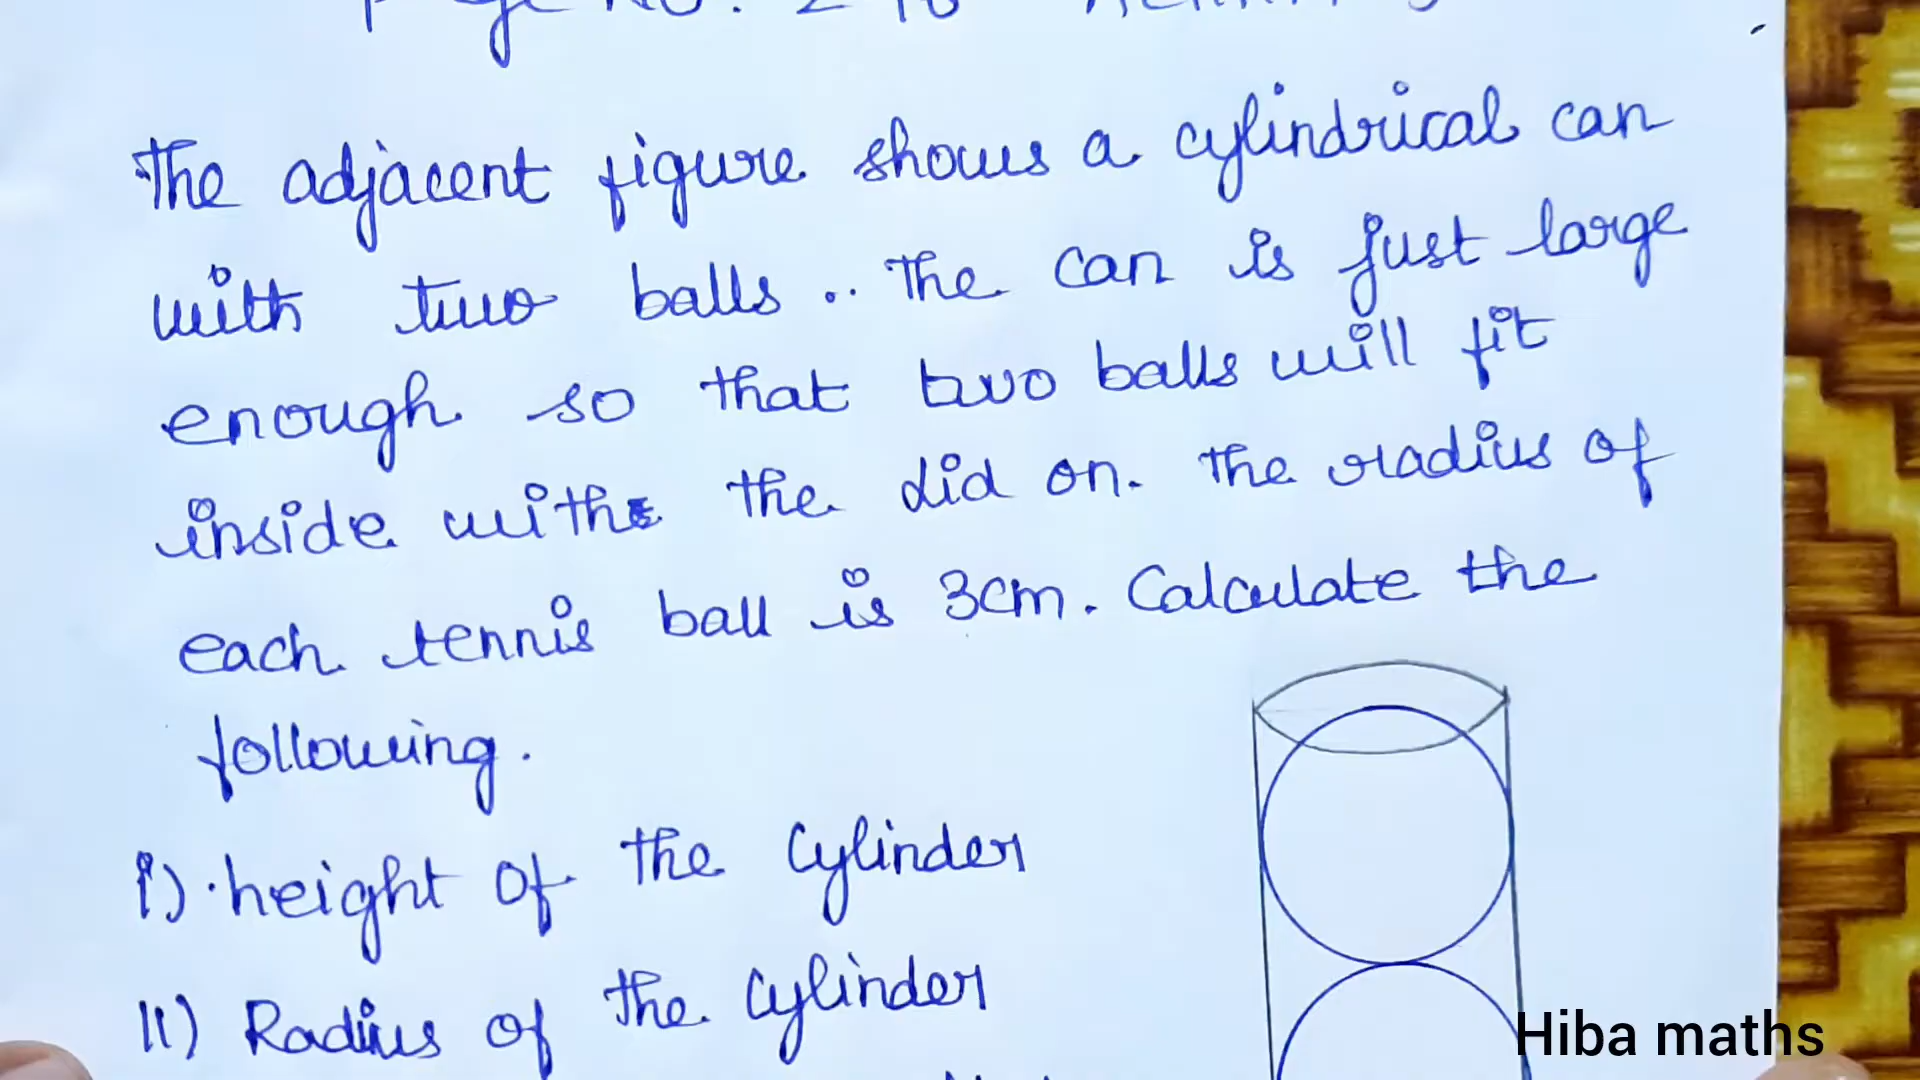 Page No.
The adjacent figure shows a cylindrical can
with two balls .. The can is just large
enough so that two balls will fit
inside with the lid on. The radius of
each tennis ball is 3cm. Calculate the
following.
i) height of the Cylinder
II) Radius of the Cylinder
Hiba maths